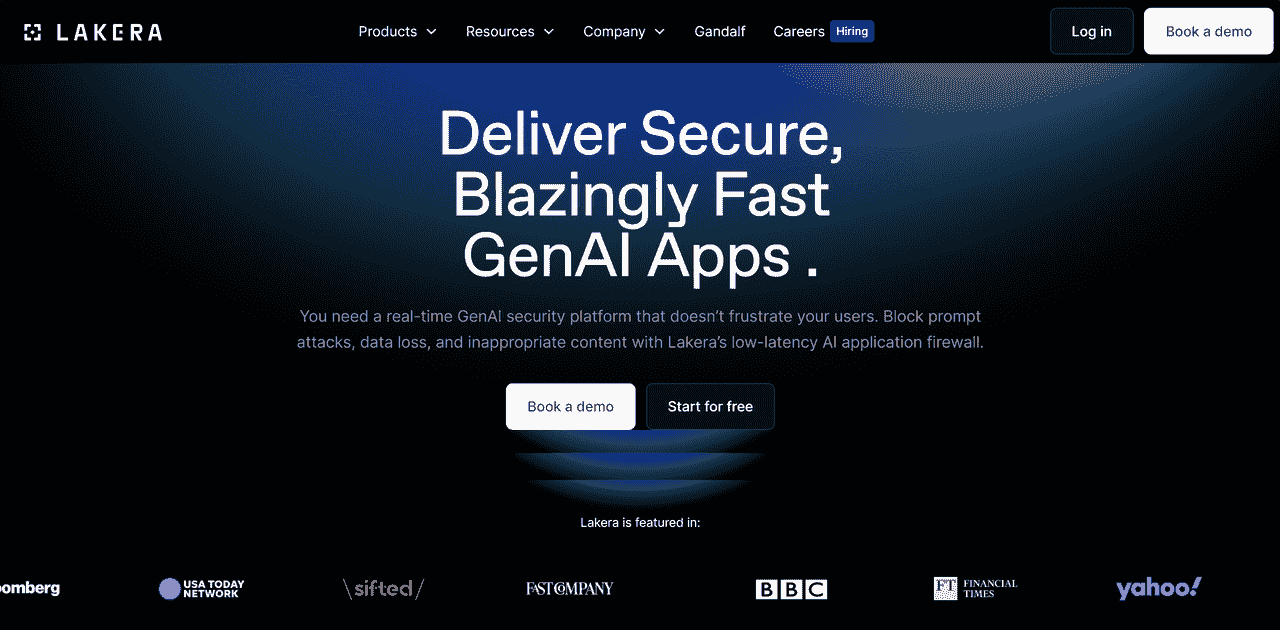 LAKERA
Products
Resources
Company
Gandalf
Careers
Hiring
Log in
Book a demo
Deliver Secure,
Blazingly Fast
GenAI Apps .
You need a real-time GenAI security platform that doesn’t frustrate your users. Block prompt
attacks, data loss, and inappropriate content with Lakera’s low-latency AI application firewall.
Book a demo
Start for free
Lakera is featured in:
oomberg
USA TODAY
NETWORK
\sifted/
FAST COMPANY
BBC
FT
FINANCIAL
TIMES
yahoo!